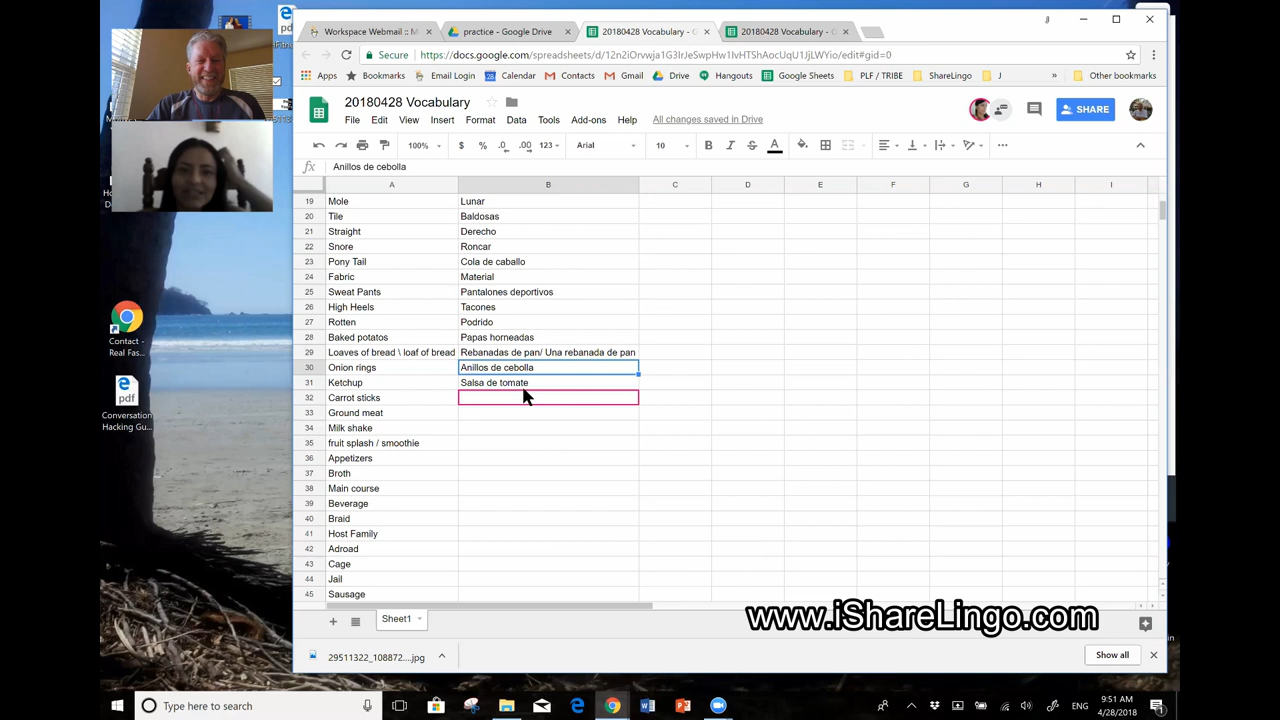 Workspace Webmail :: M
practice - Google Drive
20180428 Vocabulary - G
20180428 Vocabulary - G
Secure https://docs.google.com/spreadsheets/d/12n2iOrvwja1G3IrJeSwpHw1IvHTShAocUqU1JjLWYio/edit#gid=0
Apps Bookmarks Email Login 28 Calendar Contacts Gmail Drive Hangouts Google Sheets PLF / TRIBE ShareLingo J » Other bookmarks
20180428 Vocabulary
SHARE
File Edit View Insert Format Data Tools Add-ons Help All changes saved in Drive
100% $ % .0 .00 123 Arial 10 B I S A
fx Anillos de cebolla
A B C D E F G H I
19 Mole Lunar
20 Tile Baldosas
21 Straight Derecho
22 Snore Roncar
23 Pony Tail Cola de caballo
24 Fabric Material
25 Sweat Pants Pantalones deportivos
26 High Heels Tacones
27 Rotten Podrido
28 Baked potatos Papas horneadas
29 Loaves of bread \ loaf of bread Rebanadas de pan/ Una rebanada de pan
30 Onion rings Anillos de cebolla
31 Ketchup Salsa de tomate
32 Carrot sticks
33 Ground meat
34 Milk shake
35 fruit splash / smoothie
36 Appetizers
37 Broth
38 Main course
39 Beverage
40 Braid
41 Host Family
42 Adroad
43 Cage
44 Jail
45 Sausage
Sheet1
www.iShareLingo.com
29511322_108872....jpg
Show all
Contact -
Real Fas...
pdf
Conversation
Hacking Gu...
pdf
Type here to search
ENG
9:51 AM
4/28/2018